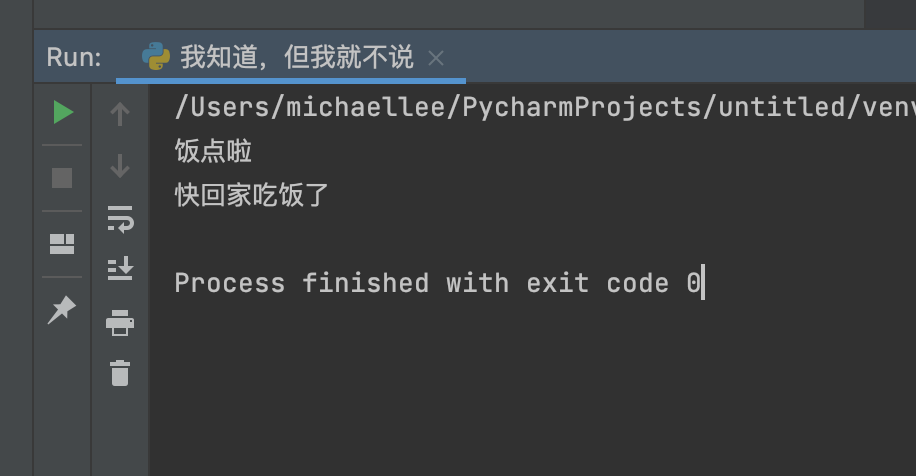 Run: 我知道，但我就不说
/Users/michaellee/PycharmProjects/untitled/venv
饭点啦
快回家吃饭了
Process finished with exit code 0